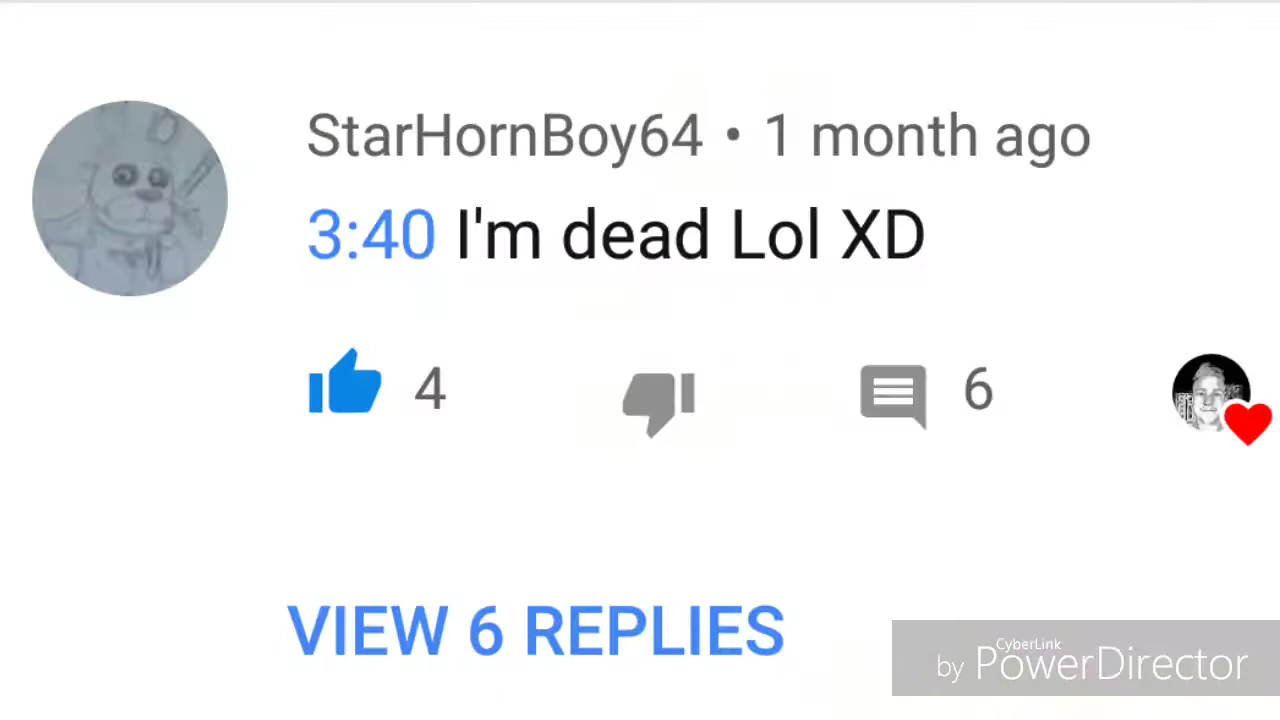 StarHornBoy64 • 1 month ago
3:40 I'm dead Lol XD
4
6
VIEW 6 REPLIES
CyberLink
by PowerDirector